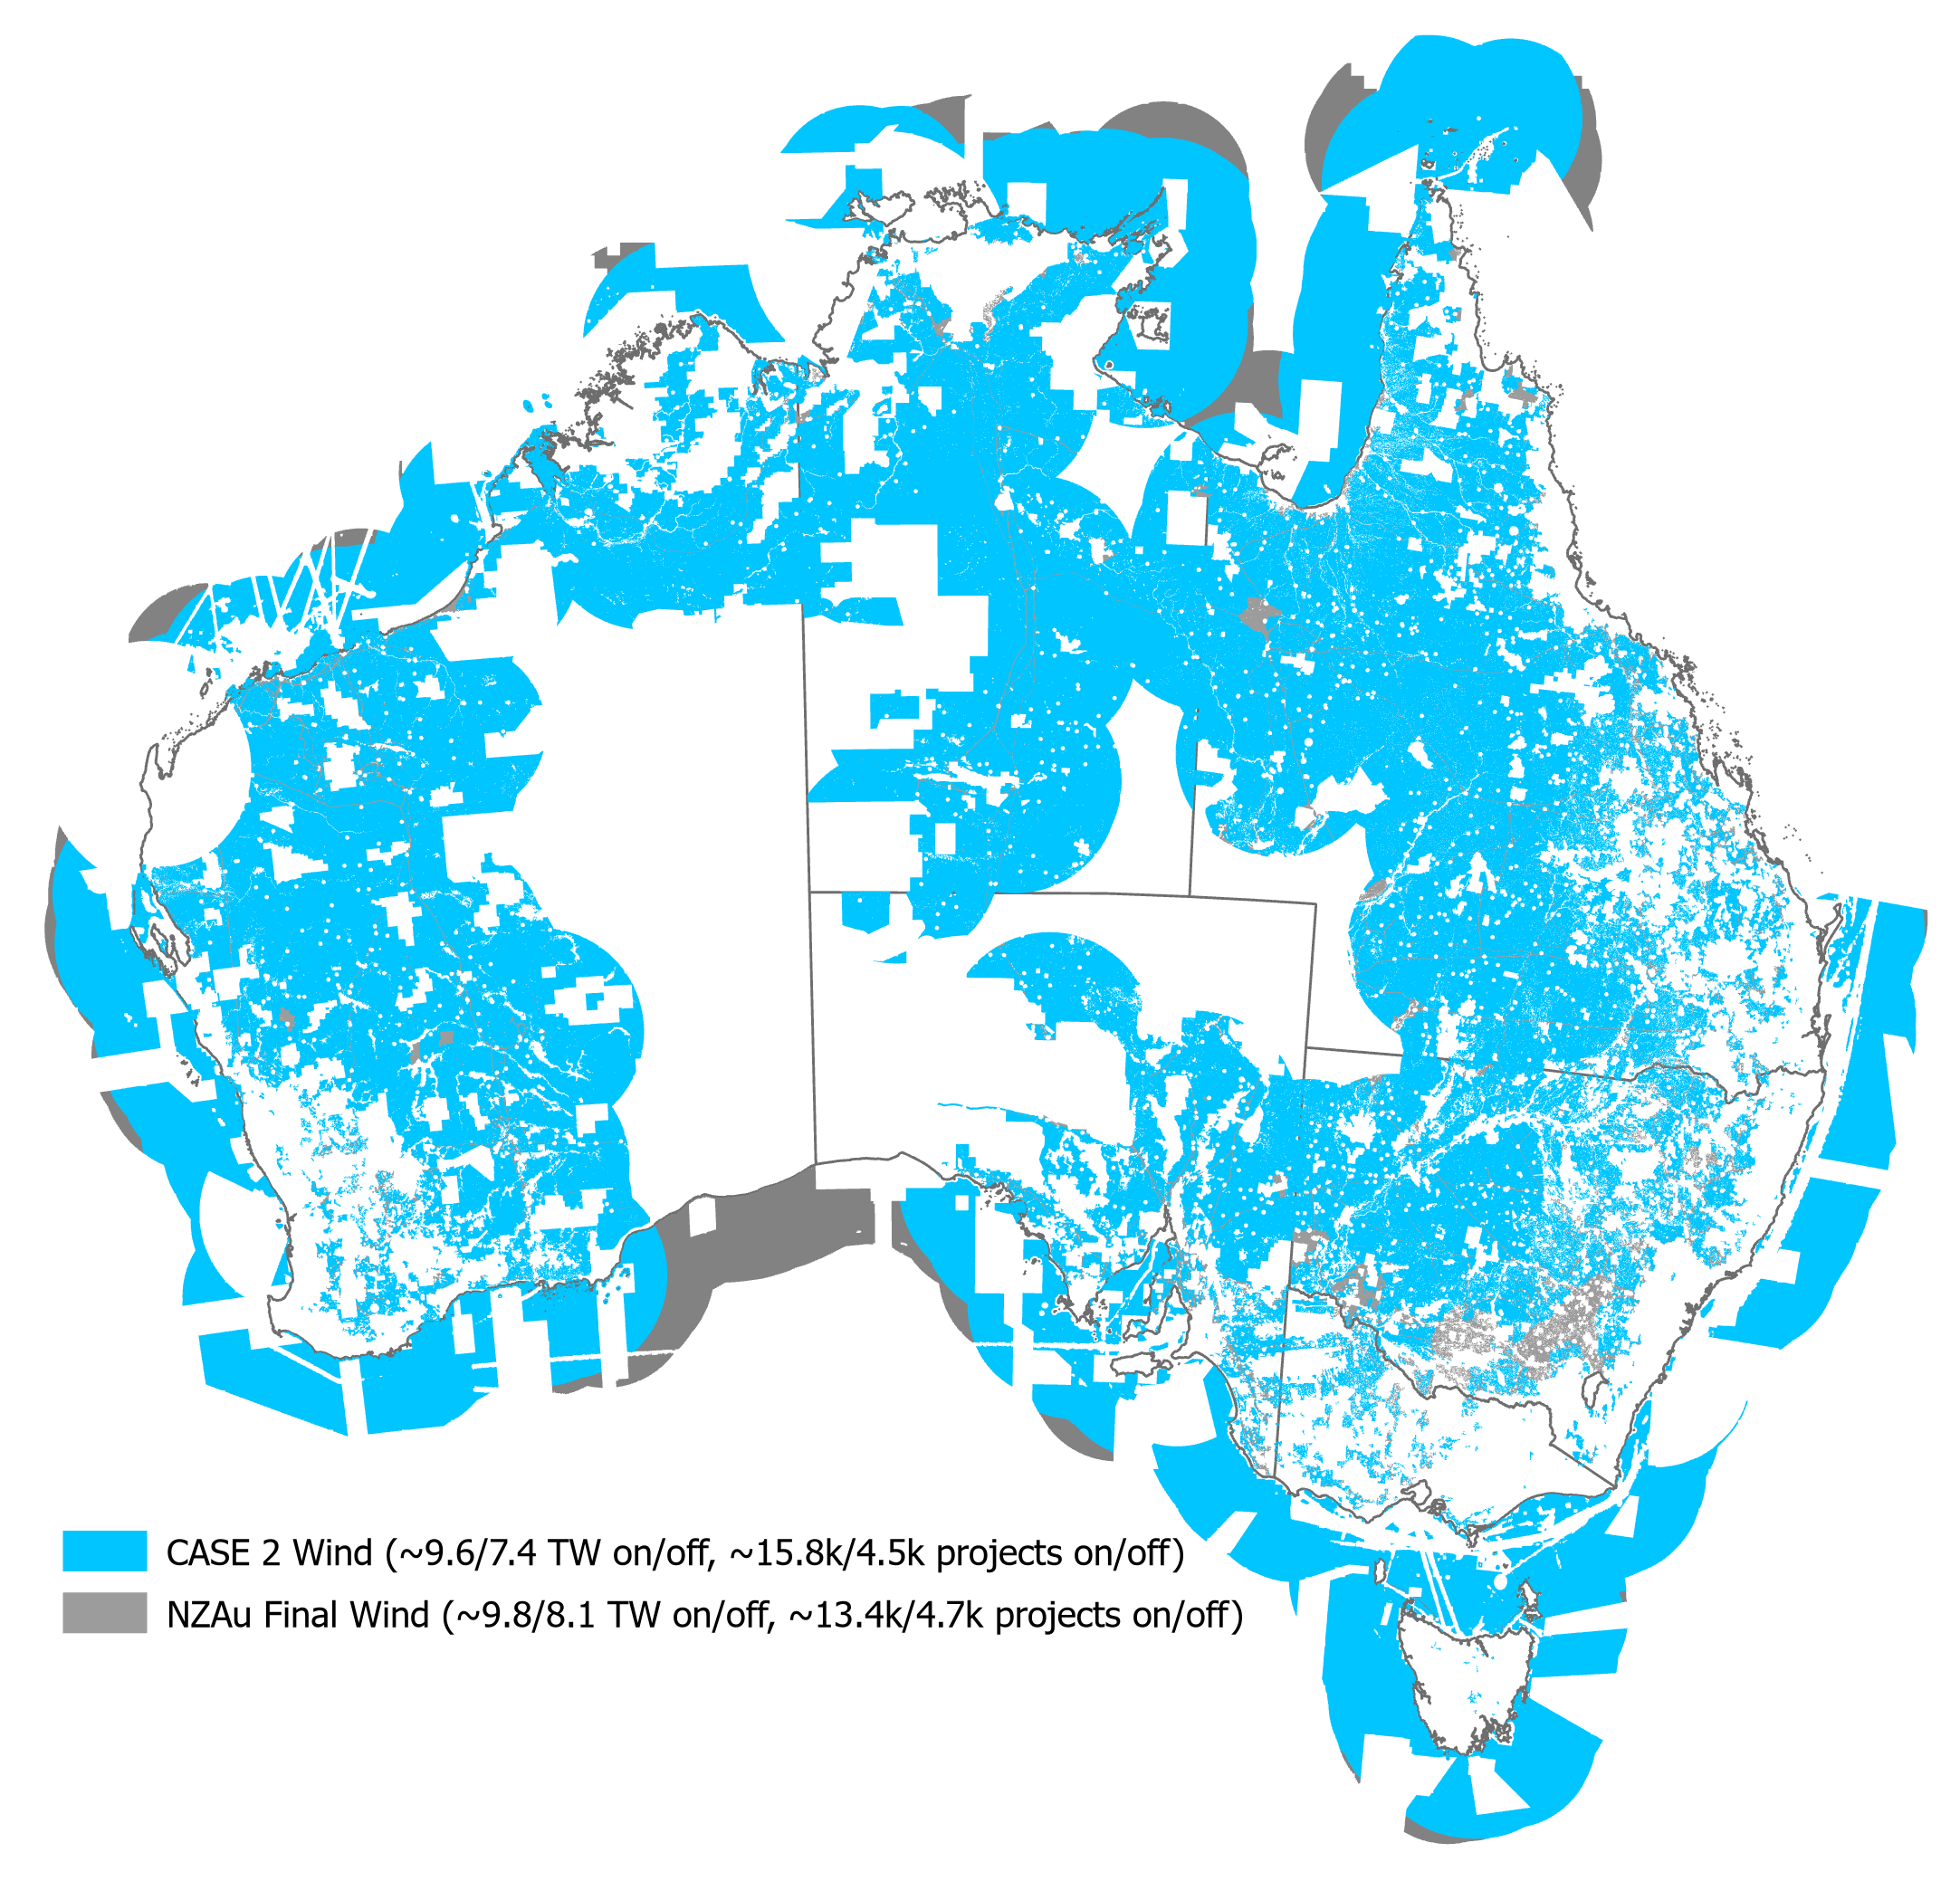 CASE 2 Wind (~9.6/7.4 TW on/off, ~15.8k/4.5k projects on/off)
NZAu Final Wind (~9.8/8.1 TW on/off, ~13.4k/4.7k projects on/off)